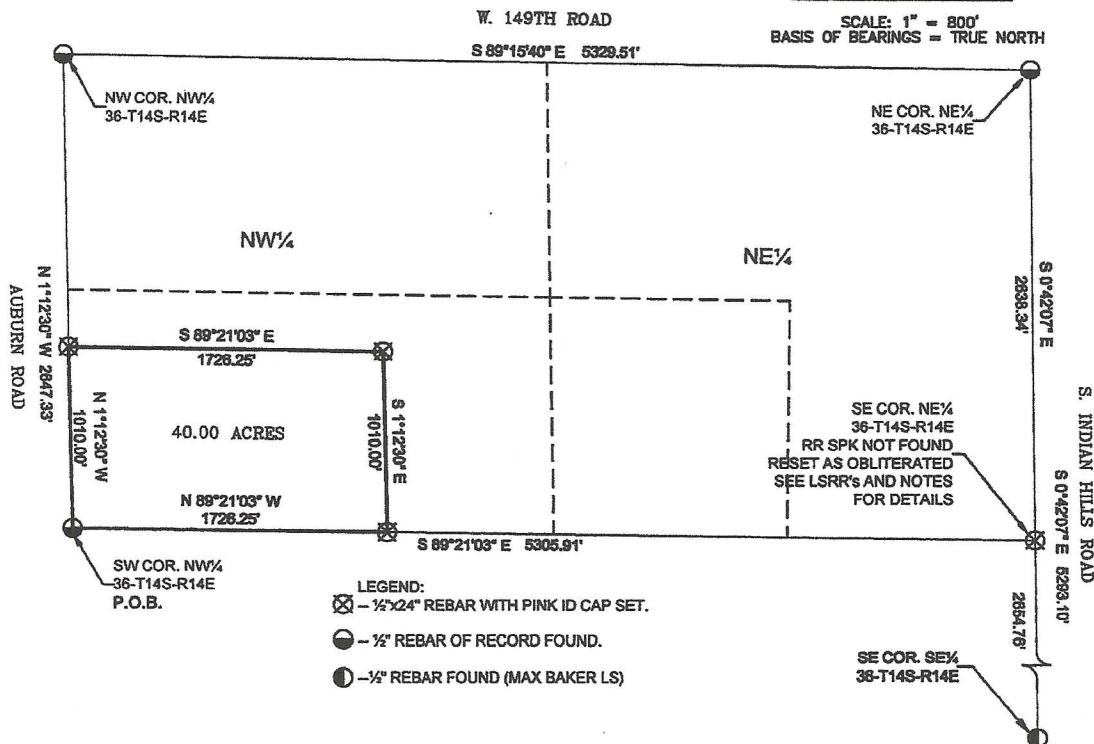 W. 149TH ROAD
SCALE: 1" = 800'
BASIS OF BEARINGS = TRUE NORTH
S 89°15'40" E 5329.51'
NW COR. NW¼
36-T14S-R14E
NE COR. NE¼
36-T14S-R14E
NW¼
NE¼
N 1°12'30" W 2647.33'
AUBURN ROAD
S 0°42'07" E
2638.34'
S 89°21'03" E
1726.25'
N 1°12'30" W
1010.00'
40.00 ACRES
S 1°12'30" E
1010.00'
N 89°21'03" W
1726.25'
SE COR. NE¼
36-T14S-R14E
RR SPK NOT FOUND
RESET AS OBLITERATED
SEE LSRR's AND NOTES
FOR DETAILS
S. INDIAN HILLS ROAD
S 0°42'07" E 5293.10'
S 89°21'03" E 5305.91'
SW COR. NW¼
36-T14S-R14E
P.O.B.
LEGEND:
– ½"x24" REBAR WITH PINK ID CAP SET.
– ½" REBAR OF RECORD FOUND.
–½" REBAR FOUND (MAX BAKER LS)
2654.76'
SE COR. SE¼
36-T14S-R14E